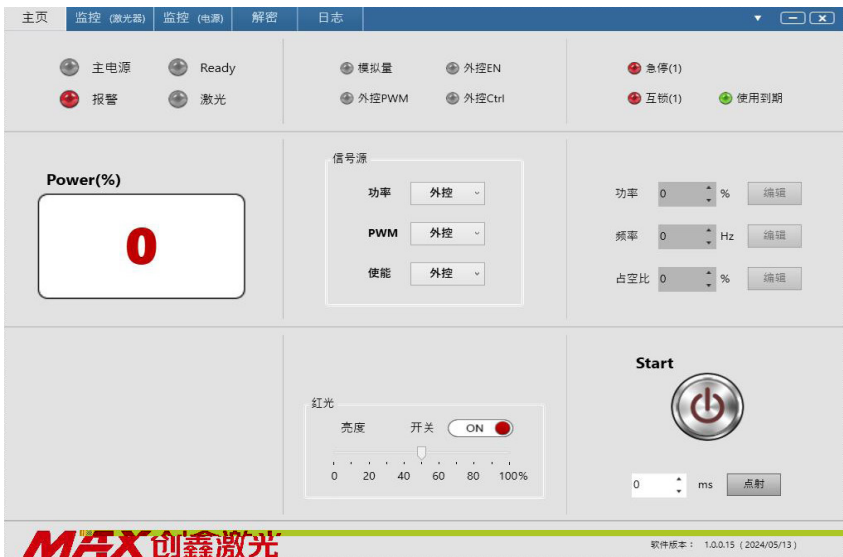 主页 监控 (激光器) 监控 (电源) 解密 日志
主电源 Ready
报警 激光
模拟量 外控EN
外控PWM 外控Ctrl
急停(1)
互锁(1) 使用到期
Power(%)
0
信号源
功率 外控
PWM 外控
使能 外控
功率 0 % 编辑
频率 0 Hz 编辑
占空比 0 % 编辑
红光
亮度 开关 ON
0 20 40 60 80 100%
Start
0 ms 点射
MAX创鑫激光
软件版本： 1.0.0.15 ( 2024/05/13 )